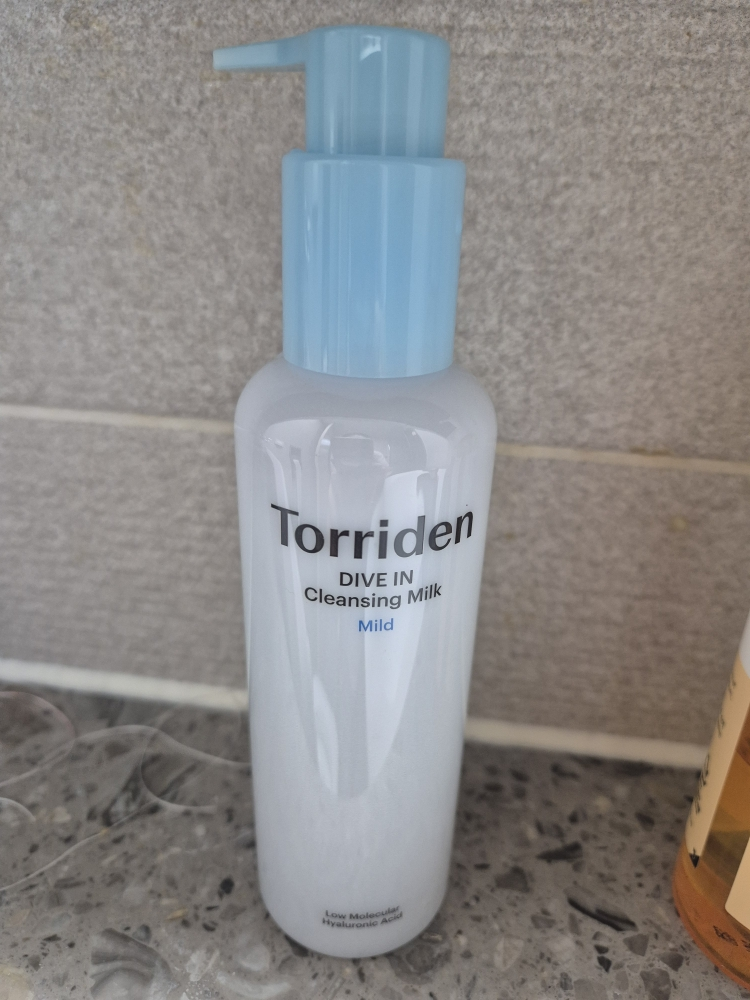 Torriden
DIVE IN
Cleansing Milk
Mild
Low Molecular
Hyaluronic Acid